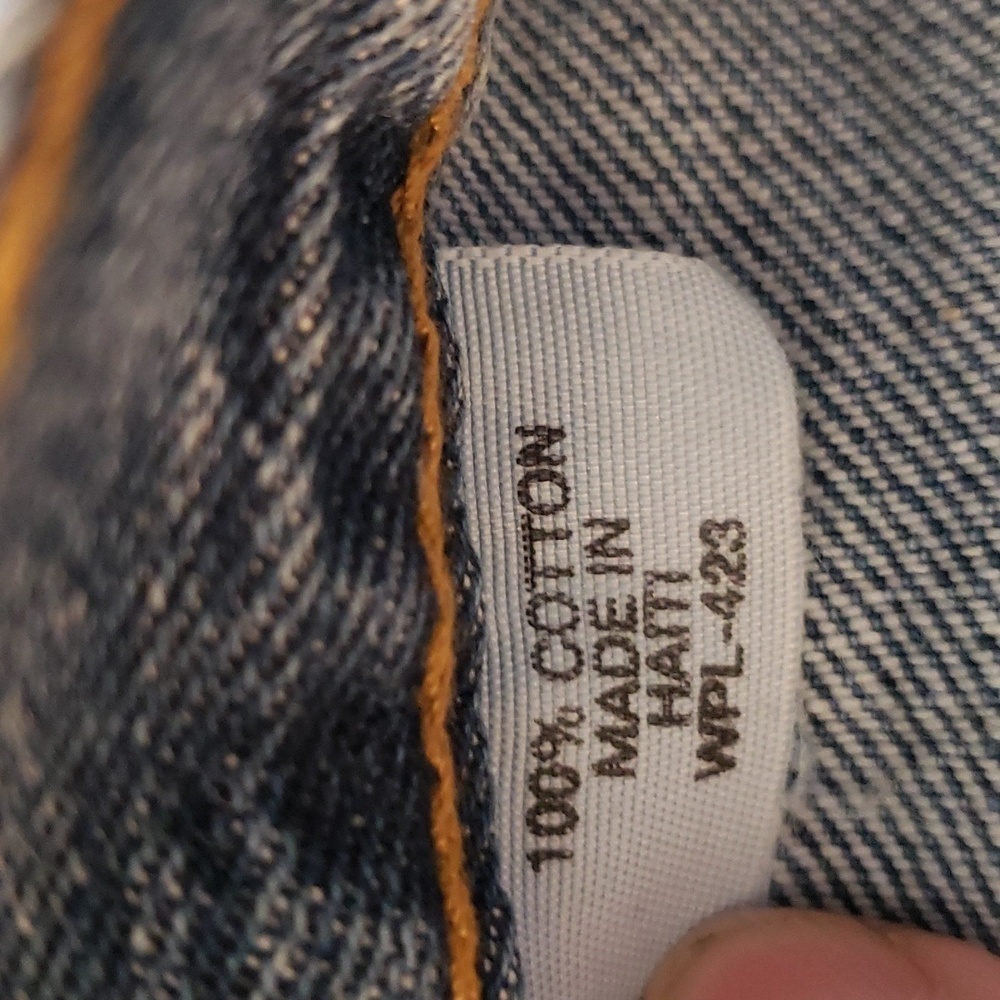 100% COTTON
MADE IN
HAITI
WPL-423